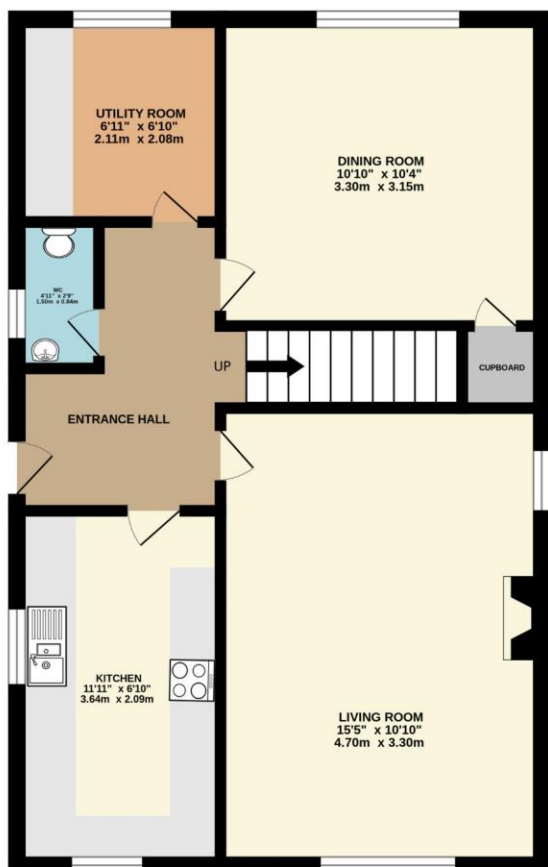 UTILITY ROOM
6'11" x 6'10"
2.11m x 2.08m
DINING ROOM
10'10" x 10'4"
3.30m x 3.15m
WC
4'11" x 2'9"
1.50m x 0.84m
UP
CUPBOARD
ENTRANCE HALL
KITCHEN
11'11" x 6'10"
3.64m x 2.09m
LIVING ROOM
15'5" x 10'10"
4.70m x 3.30m